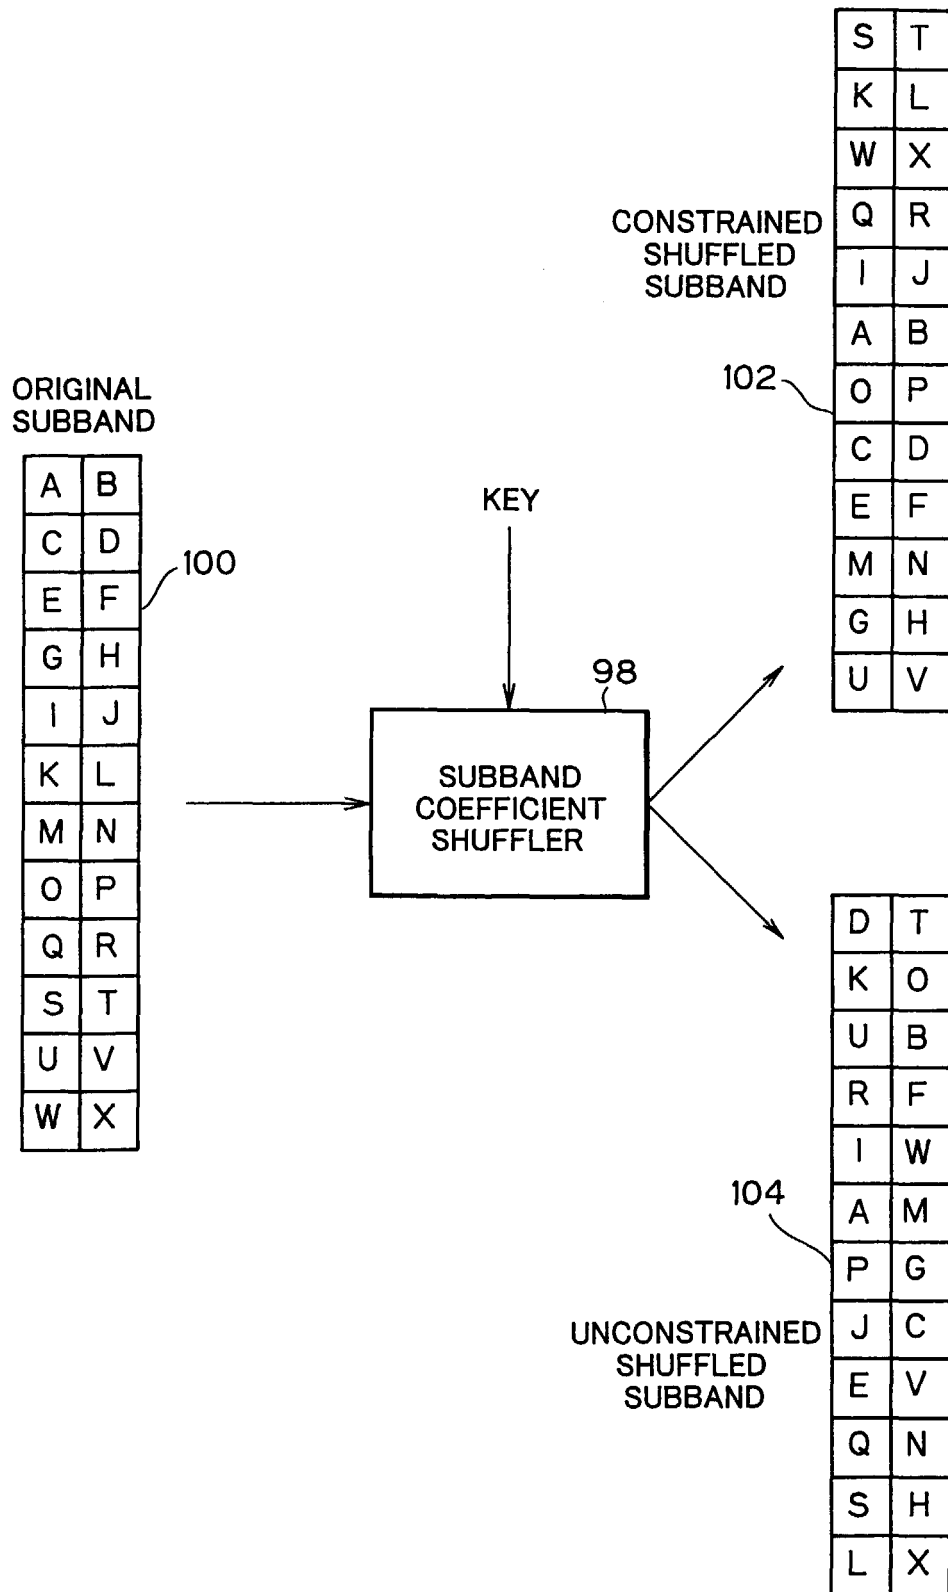 ORIGINAL
SUBBAND
A B
C D
E F
G H
I J
K L
M N
O P
Q R
S T
U V
W X
100
KEY
98
SUBBAND
COEFFICIENT
SHUFFLER
CONSTRAINED
SHUFFLED
SUBBAND
102
S T
K L
W X
Q R
I J
A B
O P
C D
E F
M N
G H
U V
104
UNCONSTRAINED
SHUFFLED
SUBBAND
D T
K O
U B
R F
I W
A M
P G
J C
E V
Q N
S H
L X